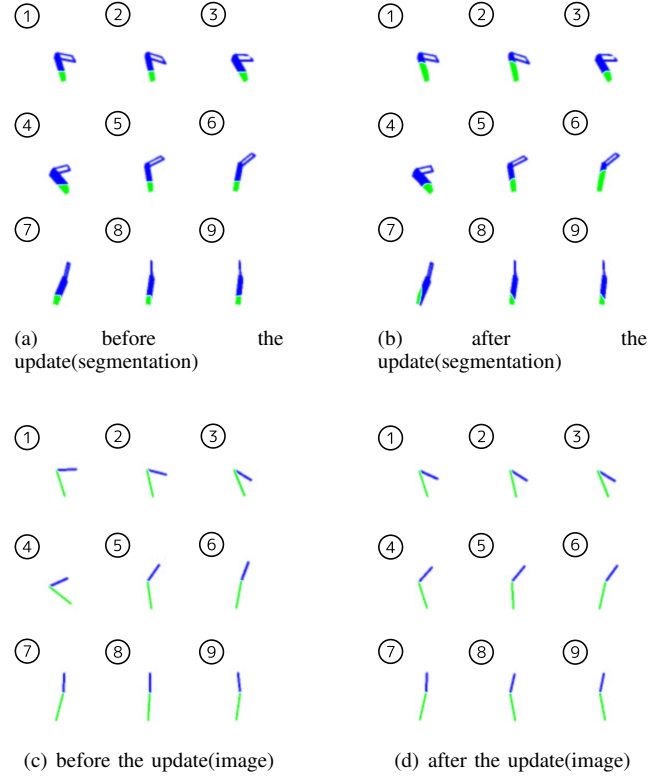 ① ② ③
④ ⑤ ⑥
⑦ ⑧ ⑨
(a) before the
update(segmentation)
① ② ③
④ ⑤ ⑥
⑦ ⑧ ⑨
(b) after the
update(segmentation)
① ② ③
④ ⑤ ⑥
⑦ ⑧ ⑨
(c) before the update(image)
① ② ③
④ ⑤ ⑥
⑦ ⑧ ⑨
(d) after the update(image)